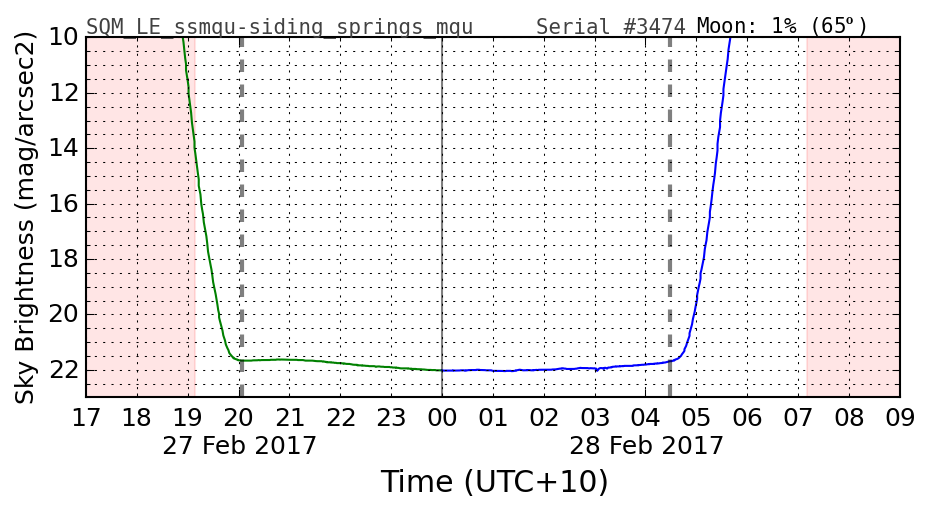 SQM_LE_ssmqu-siding_springs_mqu Serial #3474 Moon: 1% (65º)
Sky Brightness (mag/arcsec2)
10
12
14
16
18
20
22
17 18 19 20 21 22 23 00 01 02 03 04 05 06 07 08 09
27 Feb 2017 28 Feb 2017
Time (UTC+10)